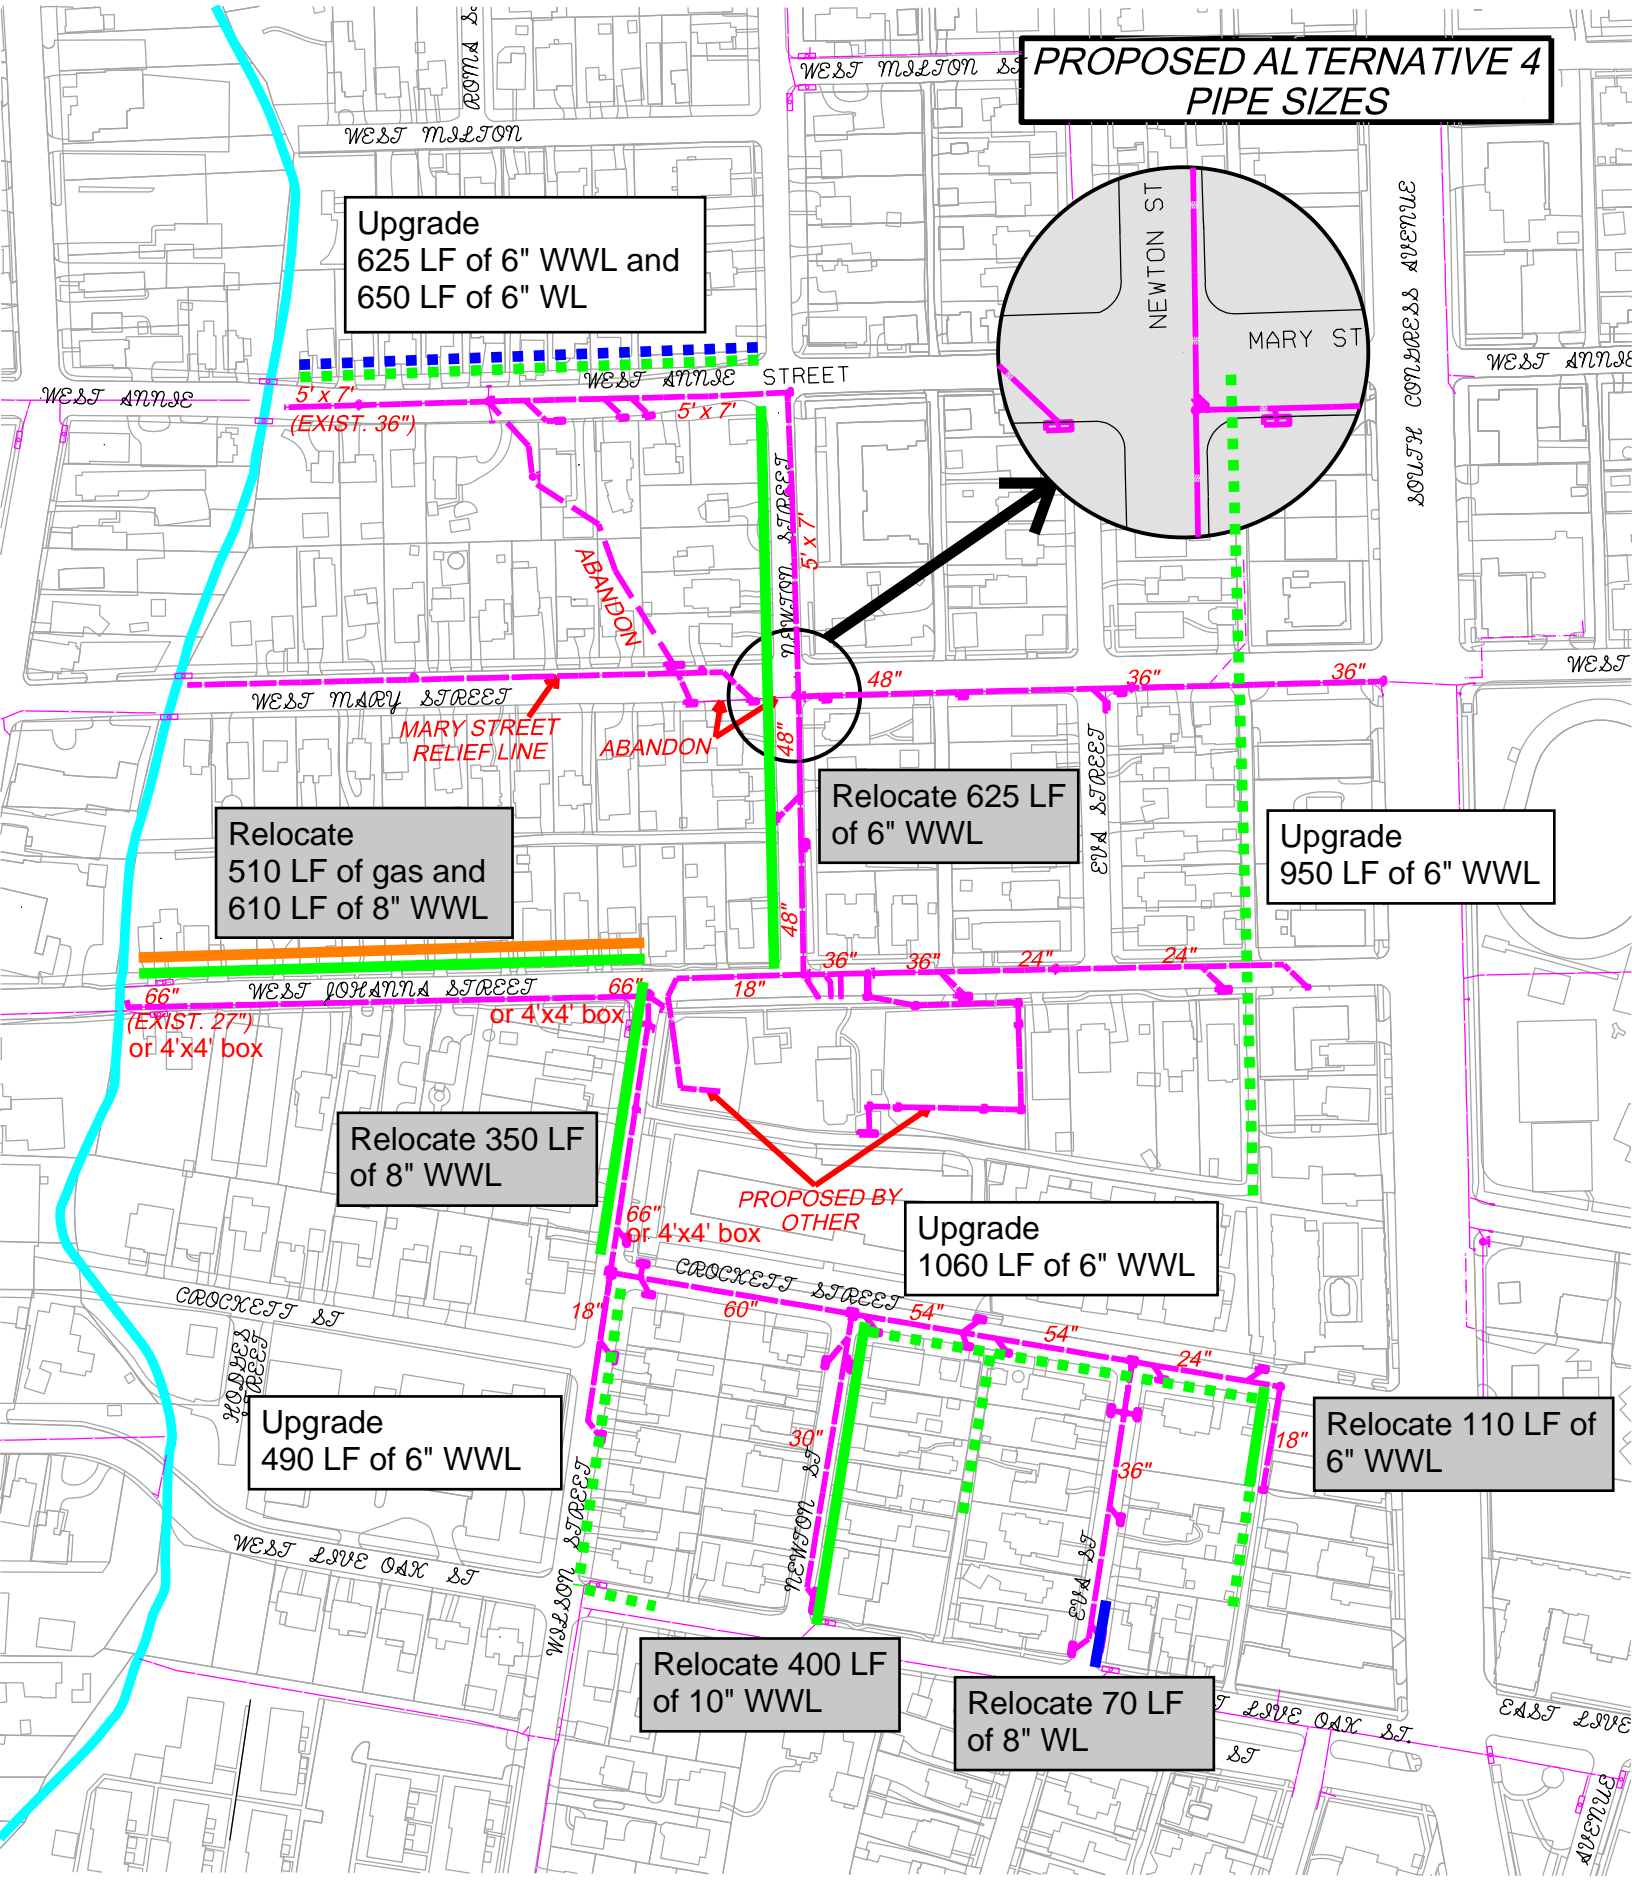 PROPOSED ALTERNATIVE 4
PIPE SIZES
WEST MILTON ST
WEST MILTON
Upgrade
625 LF of 6" WWL and
650 LF of 6" WL
NEWTON ST
MARY ST
SOUTH CONGRESS AVENUE
WEST ANNIE
WEST ANNIE STREET
WEST ANNIE
5' x 7'
(EXIST. 36")
5' x 7'
NEWTON STREET
5' x 7'
ABANDON
WEST MARY STREET
MARY STREET
RELIEF LINE
ABANDON
48"
36"
36"
WEST
48"
EVA STREET
Relocate 625 LF
of 6" WWL
Relocate
510 LF of gas and
610 LF of 8" WWL
Upgrade
950 LF of 6" WWL
48"
36"
36"
24"
24"
18"
66"
WEST JOHANNA STREET
66"
(EXIST. 27")
or 4'x4' box
or 4'x4' box
Relocate 350 LF
of 8" WWL
PROPOSED BY
OTHER
66"
or 4'x4' box
Upgrade
1060 LF of 6" WWL
CROCKETT ST
CROCKETT STREET
18"
60"
54"
54"
24"
HODGES
STREET
Upgrade
490 LF of 6" WWL
30"
36"
18"
Relocate 110 LF of
6" WWL
WEST LIVE OAK ST
WILSON STREET
NEWTON ST
EVA ST
Relocate 400 LF
of 10" WWL
Relocate 70 LF
of 8" WL
LIVE OAK ST.
ST
EAST LIVE
AVENUE